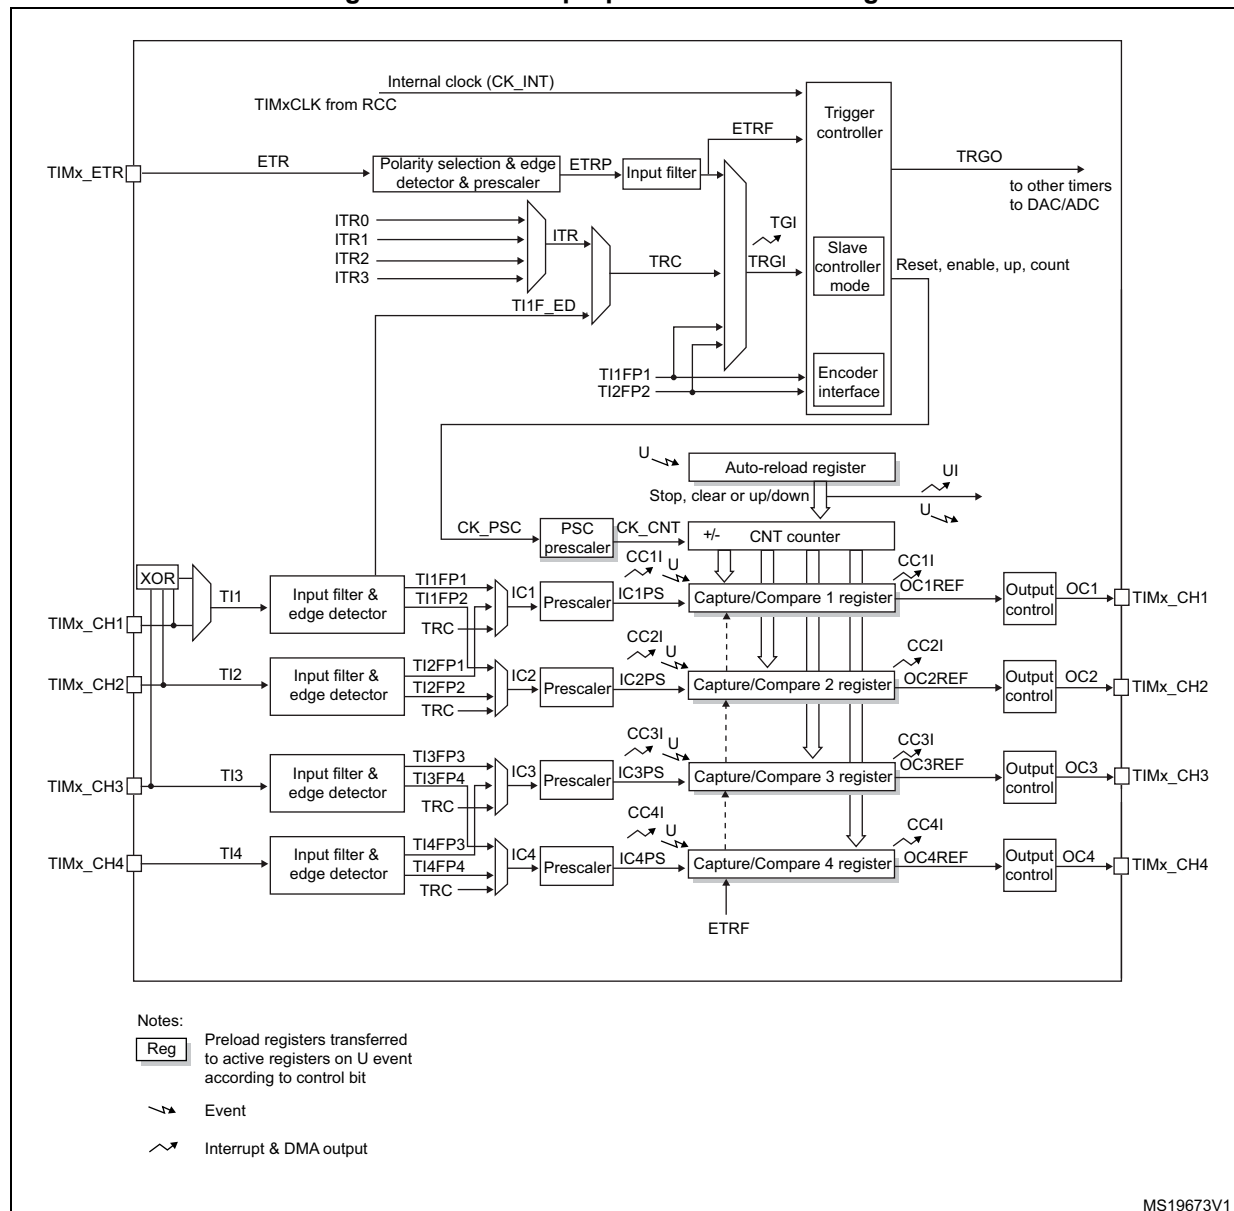 Internal clock (CK_INT)
TIMxCLK from RCC
Trigger
controller
ETRF
TIMx_ETR
ETR
Polarity selection & edge
detector & prescaler
ETRP
Input filter
TRGO
to other timers
to DAC/ADC
ITR0
ITR1
ITR2
ITR3
ITR
TRC
TGI
TRGI
Slave
controller
mode
Reset, enable, up, count
TI1F_ED
TI1FP1
TI2FP2
Encoder
interface
U
Auto-reload register
Stop, clear or up/down
UI
U
CK_PSC
PSC
prescaler
CK_CNT
+/-
CNT counter
XOR
TI1
TIMx_CH1
Input filter &
edge detector
TI1FP1
TI1FP2
TRC
IC1
Prescaler
IC1PS
CC1I
U
Capture/Compare 1 register
CC1I
OC1REF
Output
control
OC1
TIMx_CH1
TIMx_CH2
TI2
Input filter &
edge detector
TI2FP1
TI2FP2
TRC
IC2
Prescaler
IC2PS
CC2I
U
Capture/Compare 2 register
CC2I
OC2REF
Output
control
OC2
TIMx_CH2
TIMx_CH3
TI3
Input filter &
edge detector
TI3FP3
TI3FP4
TRC
IC3
Prescaler
IC3PS
CC3I
U
Capture/Compare 3 register
CC3I
OC3REF
Output
control
OC3
TIMx_CH3
TIMx_CH4
TI4
Input filter &
edge detector
TI4FP3
TI4FP4
TRC
IC4
Prescaler
IC4PS
CC4I
U
Capture/Compare 4 register
CC4I
OC4REF
Output
control
OC4
TIMx_CH4
ETRF
Notes:
Reg
Preload registers transferred
to active registers on U event
according to control bit
Event
Interrupt & DMA output
MS19673V1